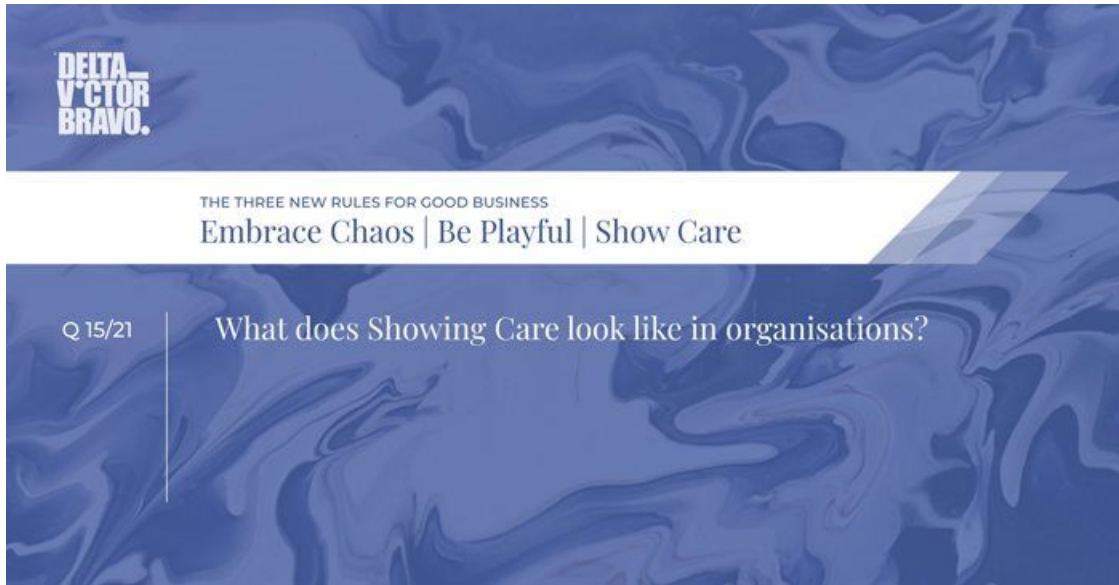 DELTA_
V•CTOR
BRAVO.
THE THREE NEW RULES FOR GOOD BUSINESS
Embrace Chaos | Be Playful | Show Care
Q 15/21
What does Showing Care look like in organisations?